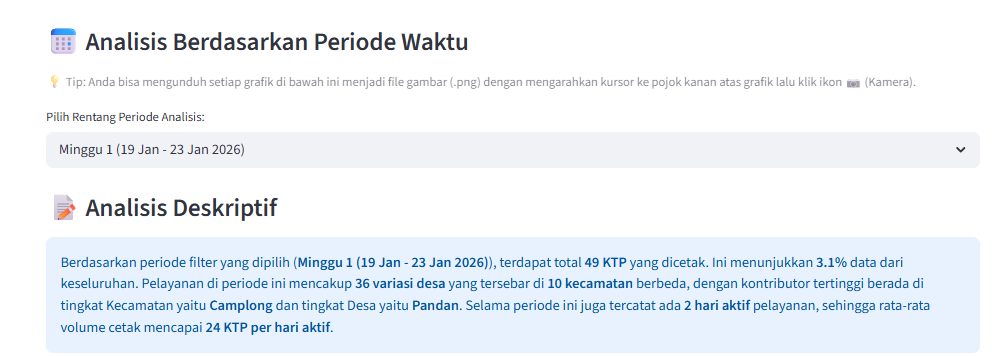 Analisis Berdasarkan Periode Waktu
Tip: Anda bisa mengunduh setiap grafik di bawah ini menjadi file gambar (.png) dengan mengarahkan kursor ke pojok kanan atas grafik lalu klik ikon 📷 (Kamera).
Pilih Rentang Periode Analisis:
Minggu 1 (19 Jan - 23 Jan 2026)
Analisis Deskriptif
Berdasarkan periode filter yang dipilih (Minggu 1 (19 Jan - 23 Jan 2026)), terdapat total 49 KTP yang dicetak. Ini menunjukkan 3.1% data dari
keseluruhan. Pelayanan di periode ini mencakup 36 variasi desa yang tersebar di 10 kecamatan berbeda, dengan kontributor tertinggi berada di
tingkat Kecamatan yaitu Camplong dan tingkat Desa yaitu Pandan. Selama periode ini juga tercatat ada 2 hari aktif pelayanan, sehingga rata-rata
volume cetak mencapai 24 KTP per hari aktif.